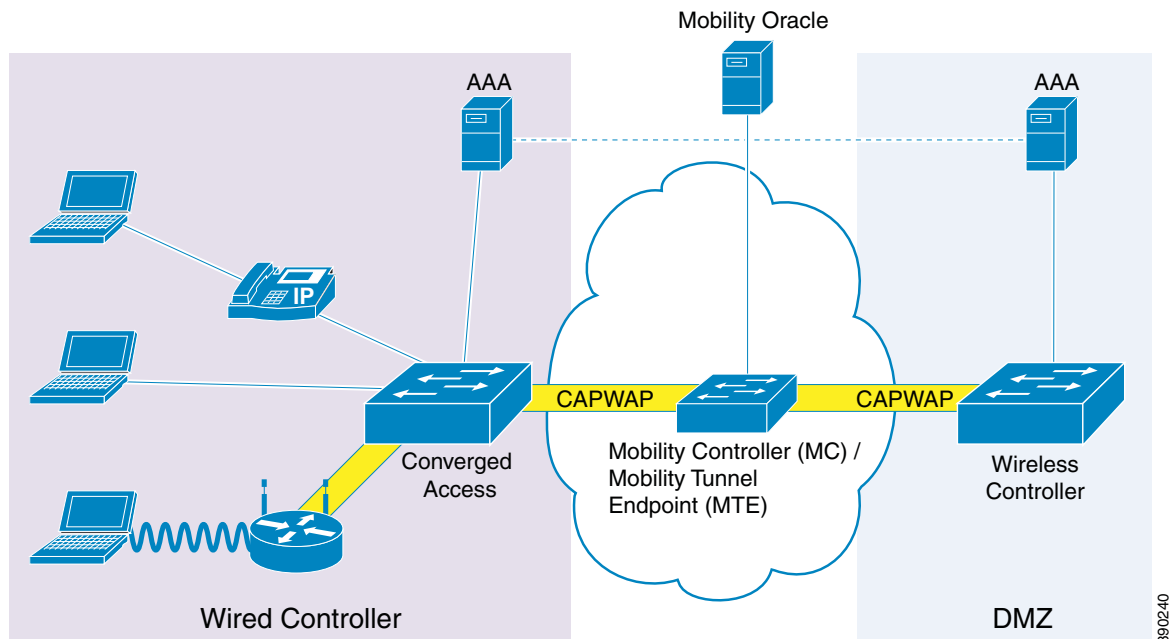 Mobility Oracle
AAA
AAA
IP
CAPWAP
CAPWAP
Converged
Access
Mobility Controller (MC) /
Mobility Tunnel
Endpoint (MTE)
Wireless
Controller
Wired Controller
DMZ
390240